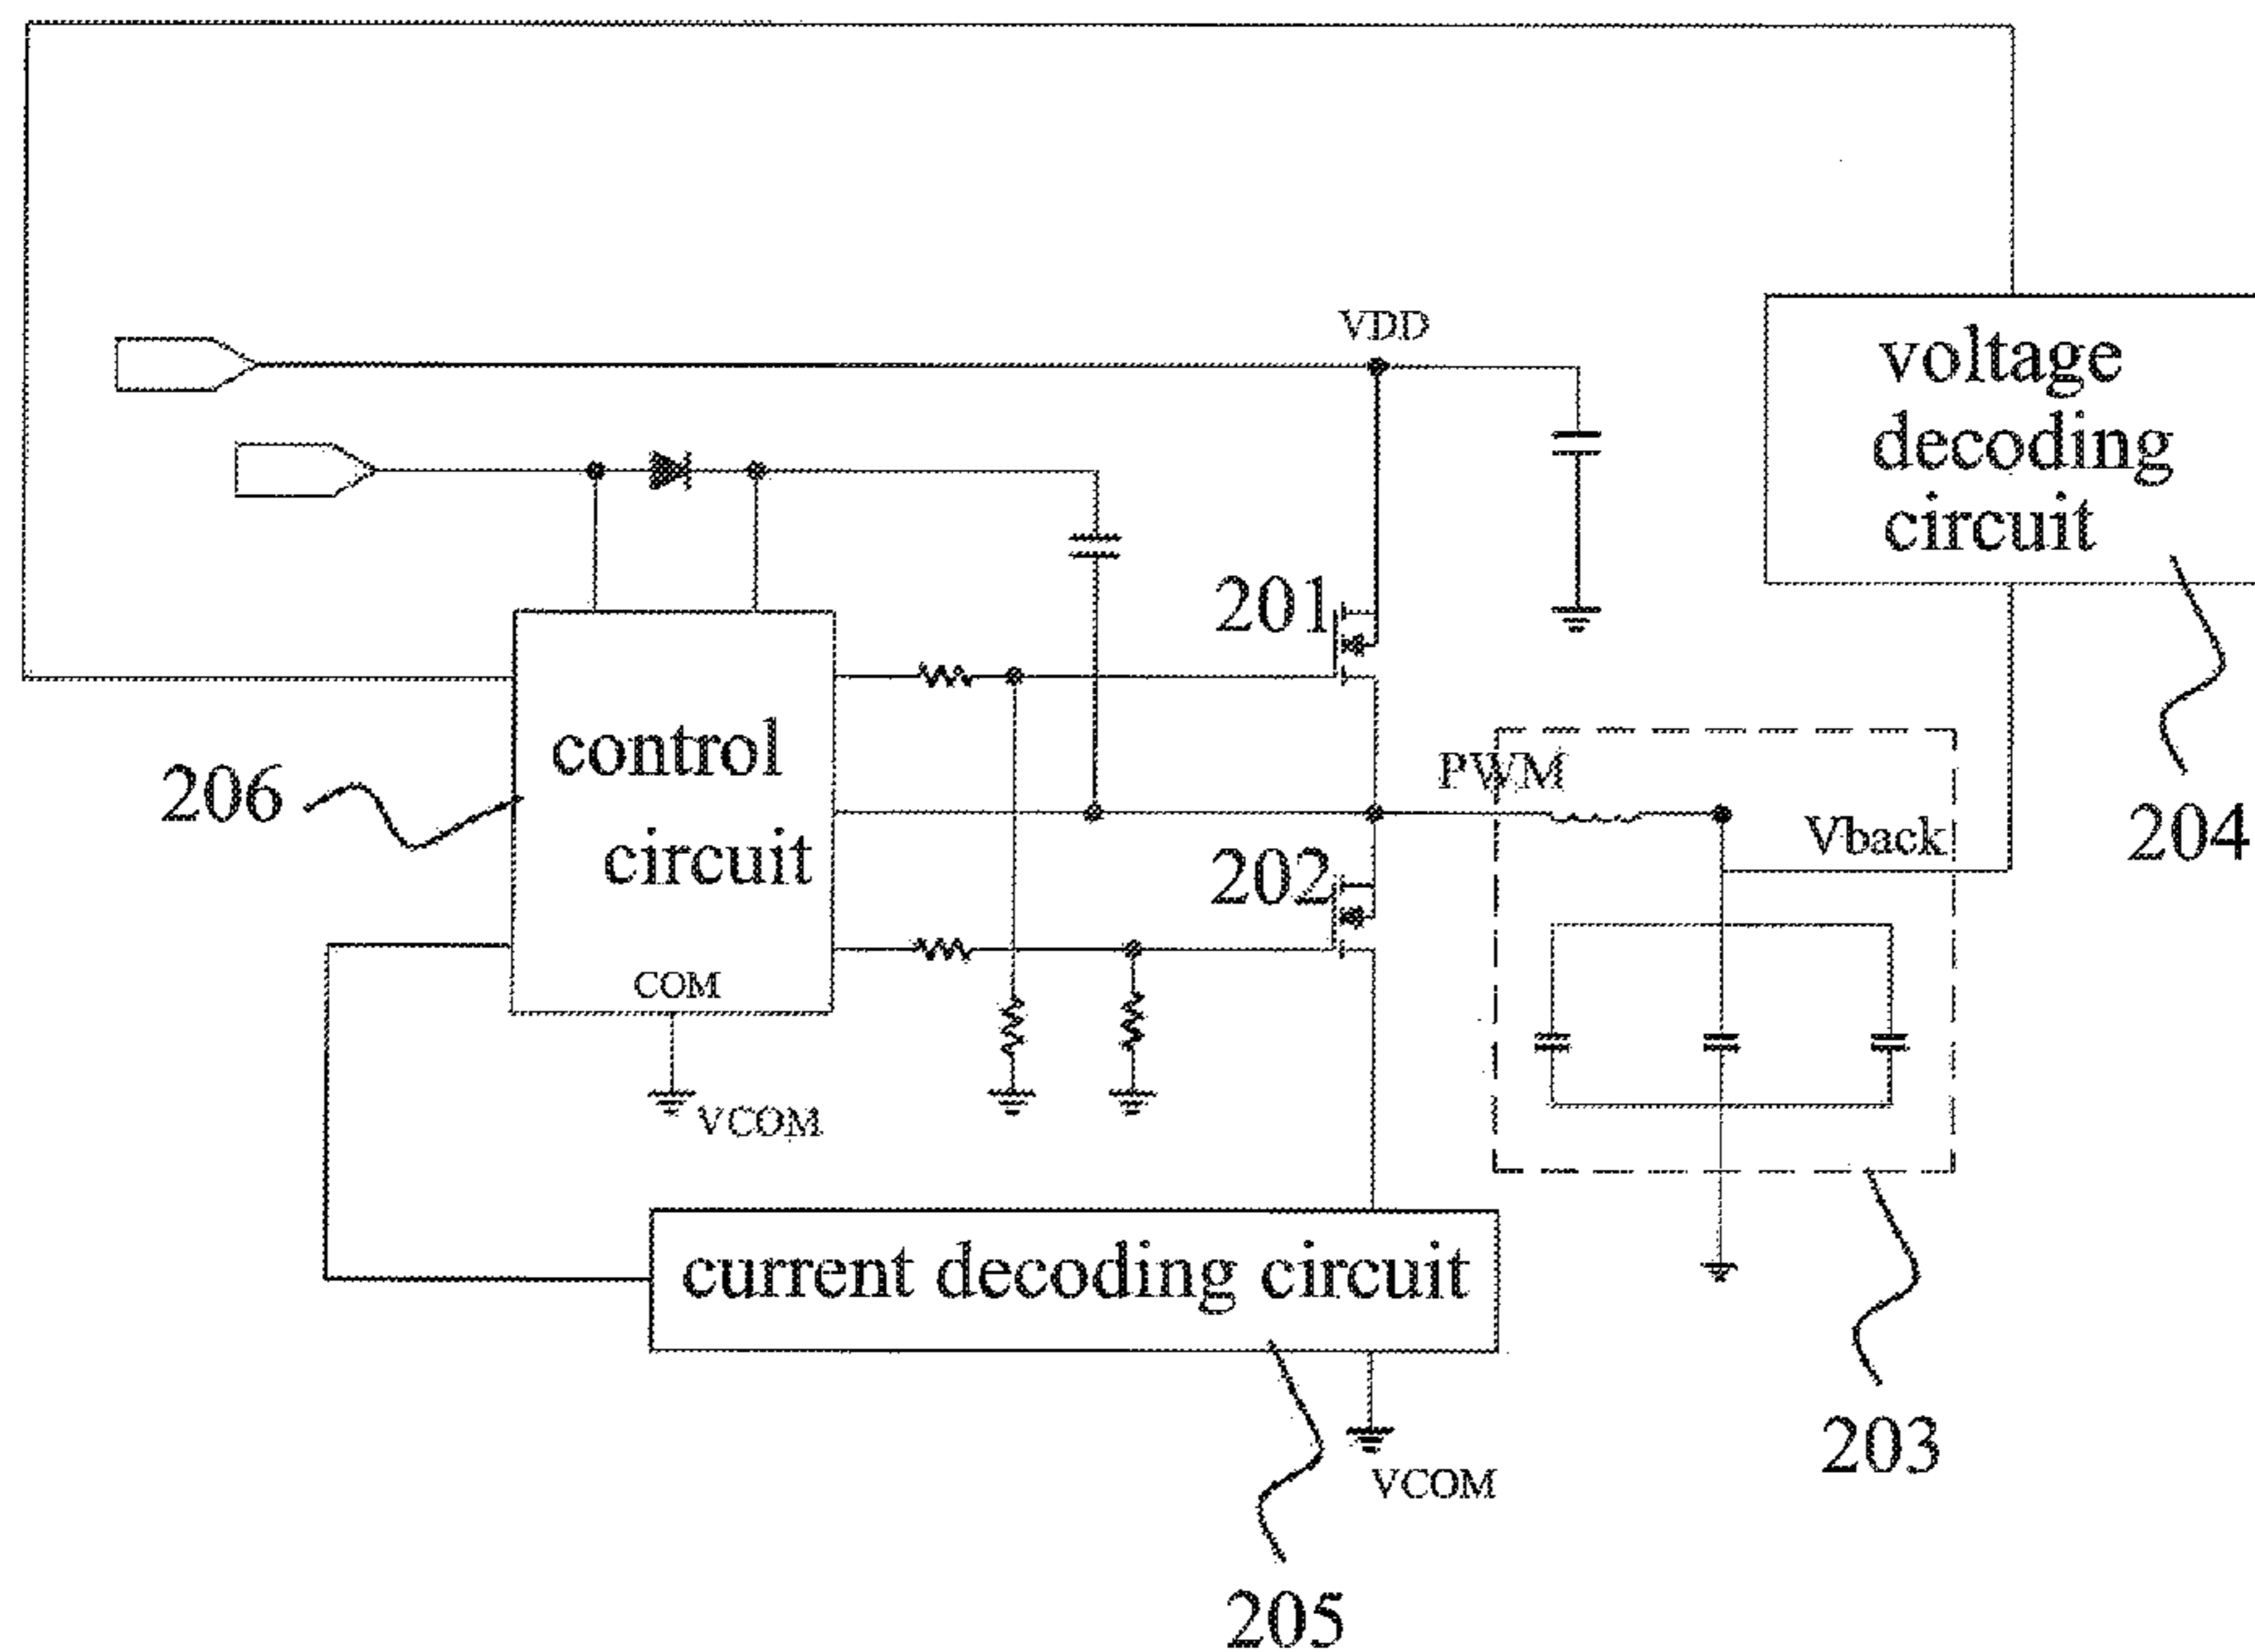 VDD
voltage
decoding
circuit
201
204
control
circuit
206
PWM
Vback
202
COM
VCOM
current decoding circuit
203
VCOM
205